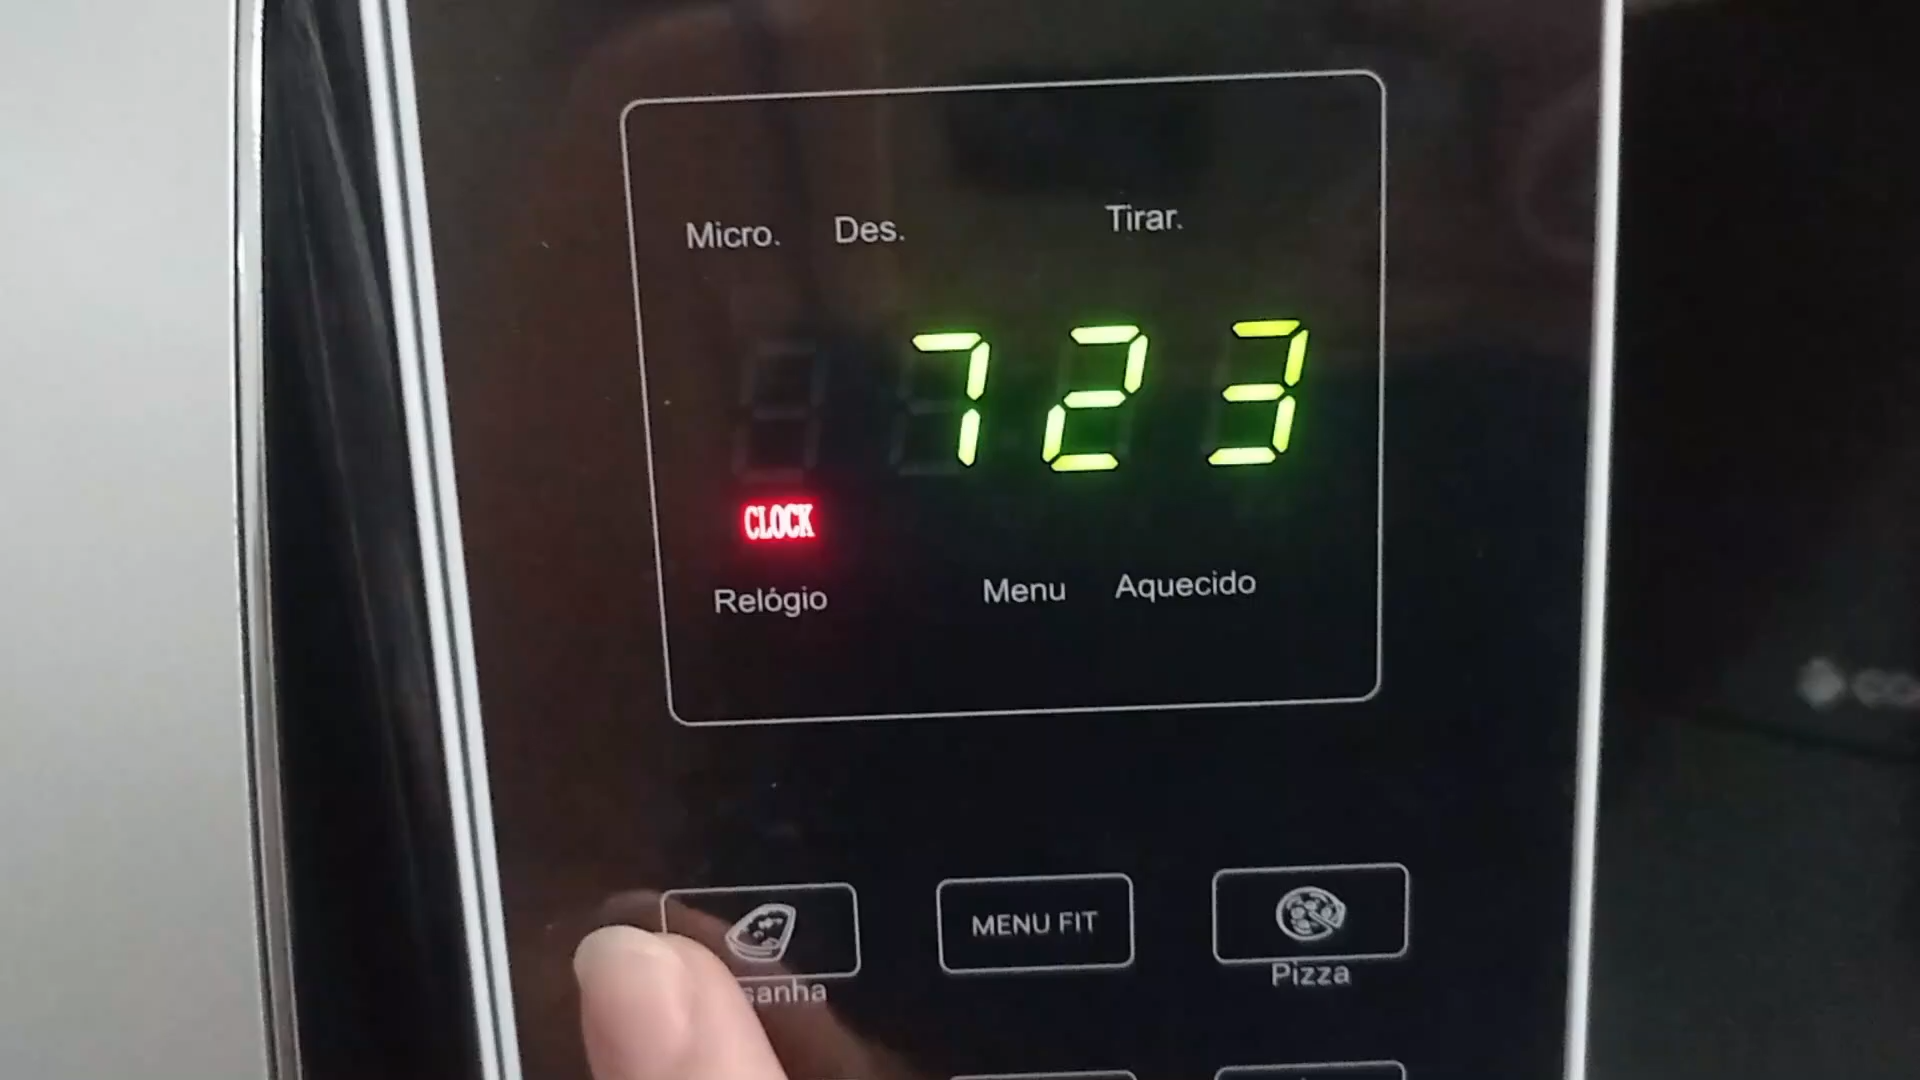 Micro. Des. Tirar.
723
CLOCK
Relógio Menu Aquecido
MENU FIT
sanha Pizza